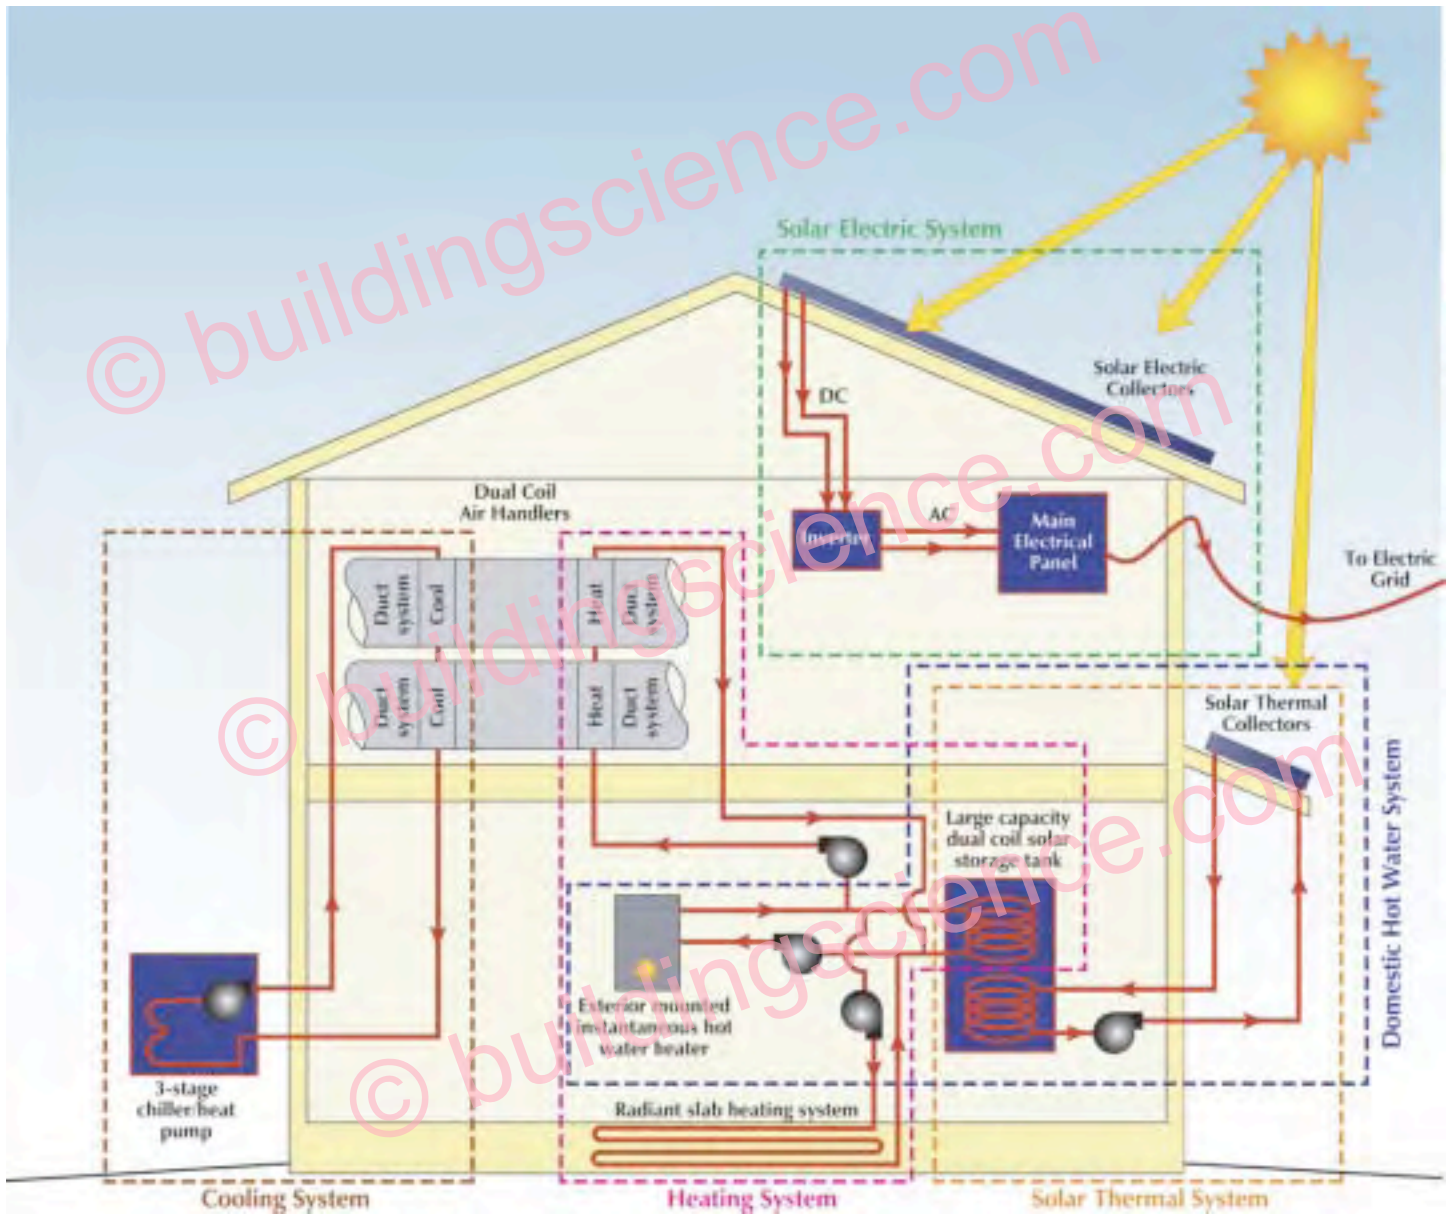 © buildingscience.com
Solar Electric System
Solar Electric
Collectors
DC
Dual Coil
Air Handlers
Inverter
AC
Main
Electrical
Panel
To Electric
Grid
© buildingscience.com
Duct
system
Cool
Heat
Duct
system
Duct
system
Cool
Heat
Duct
system
Solar Thermal
Collectors
Domestic Hot Water System
Large capacity
dual coil solar
storage tank
© buildingscience.com
Exterior mounted
instantaneous hot
water heater
3-stage
chiller/heat
pump
Radiant slab heating system
Cooling System
Heating System
Solar Thermal System